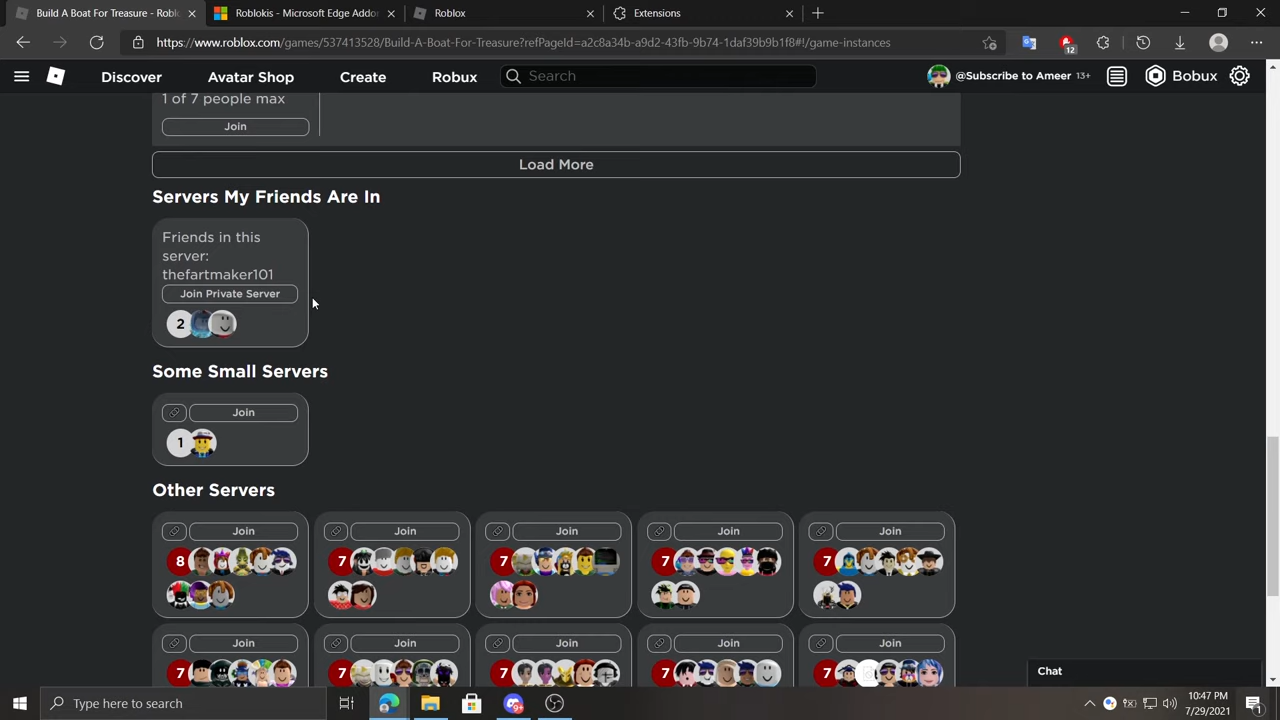 Build A Boat For Treasure - Rob
Roblokis - Microsoft Edge Addo
Roblox
Extensions
https://www.roblox.com/games/537413528/Build-A-Boat-For-Treasure?refPageId=a2c8a34b-a9d2-43fb-9b74-1daf39b9b1f8#!/game-instances
12
Discover
Avatar Shop
Create
Robux
Search
@Subscribe to Ameer 13+
Bobux
1 of 7 people max
Join
Load More
Servers My Friends Are In
Friends in this
server:
thefartmaker101
Join Private Server
2
Some Small Servers
Join
1
Other Servers
Join
Join
Join
Join
Join
8
7
7
7
7
Join
Join
Join
Join
Join
7
7
7
7
7
Chat
Type here to search
10:47 PM
7/29/2021
1